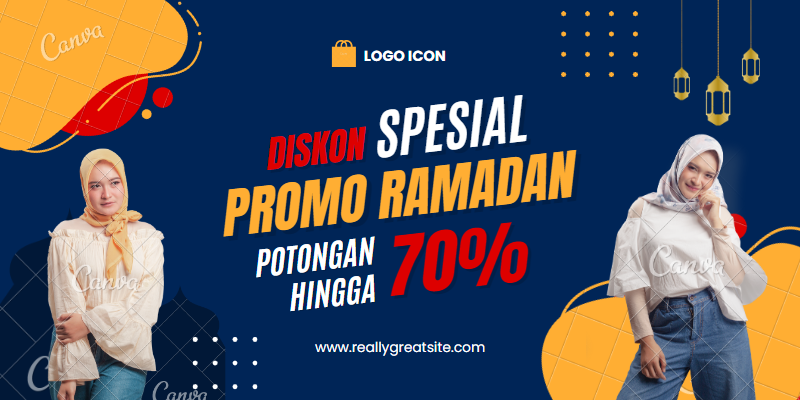 Canva
LOGO ICON
DISKON SPESIAL
PROMO RAMADAN
POTONGAN
HINGGA
70%
www.reallygreatsite.com
Canva
Canva
Canva